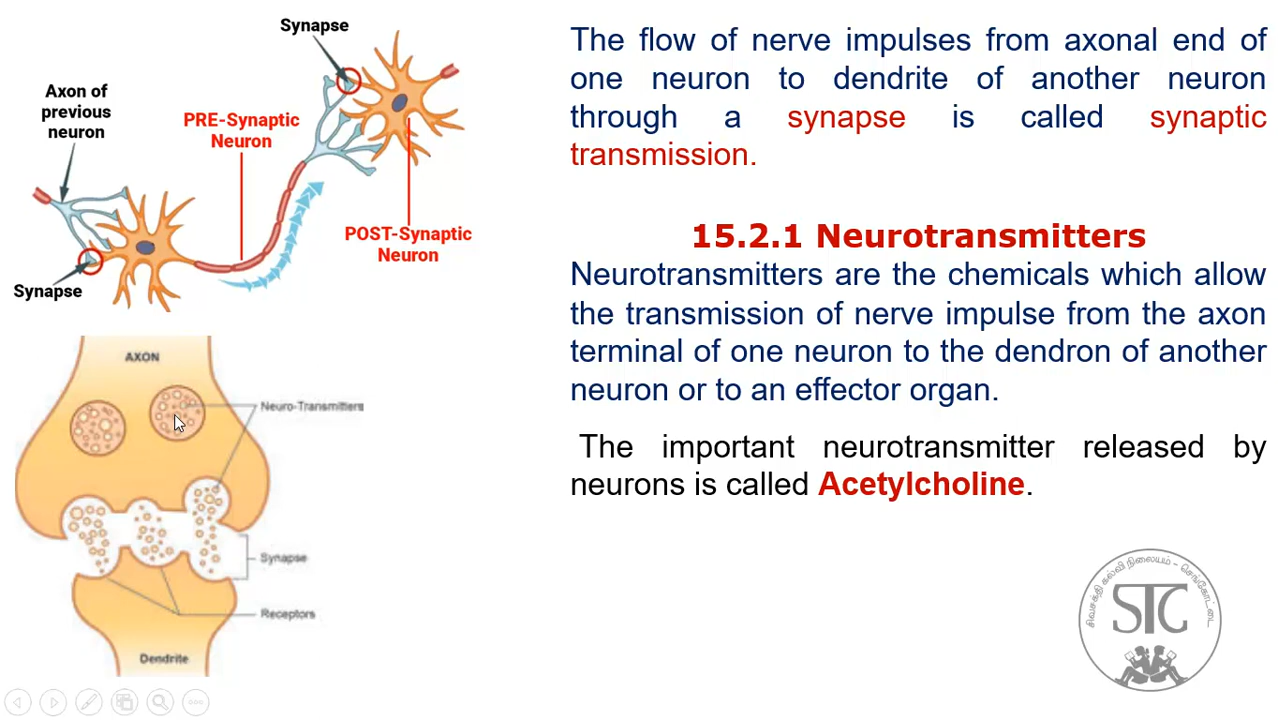 Synapse
Axon of
previous
neuron
PRE-Synaptic
Neuron
POST-Synaptic
Neuron
Synapse
AXON
Neuro-Transmitters
Synapse
Receptors
Dendrite
The flow of nerve impulses from axonal end of
one neuron to dendrite of another neuron
through a synapse is called synaptic
transmission.
15.2.1 Neurotransmitters
Neurotransmitters are the chemicals which allow
the transmission of nerve impulse from the axon
terminal of one neuron to the dendron of another
neuron or to an effector organ.
The important neurotransmitter released by
neurons is called Acetylcholine.
சிவசக்தி கல்வி நிலையம் - செங்கோட்டை
STC